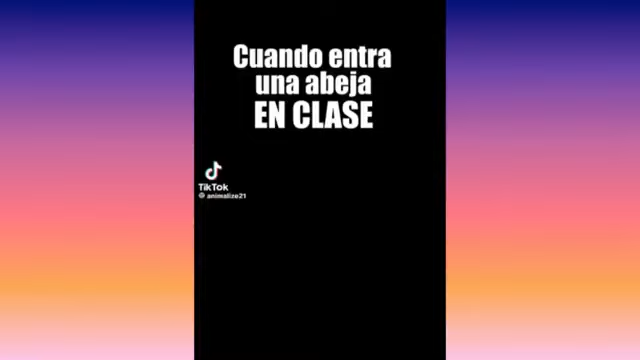 Cuando entra
una abeja
EN CLASE
TikTok
@ animalize21